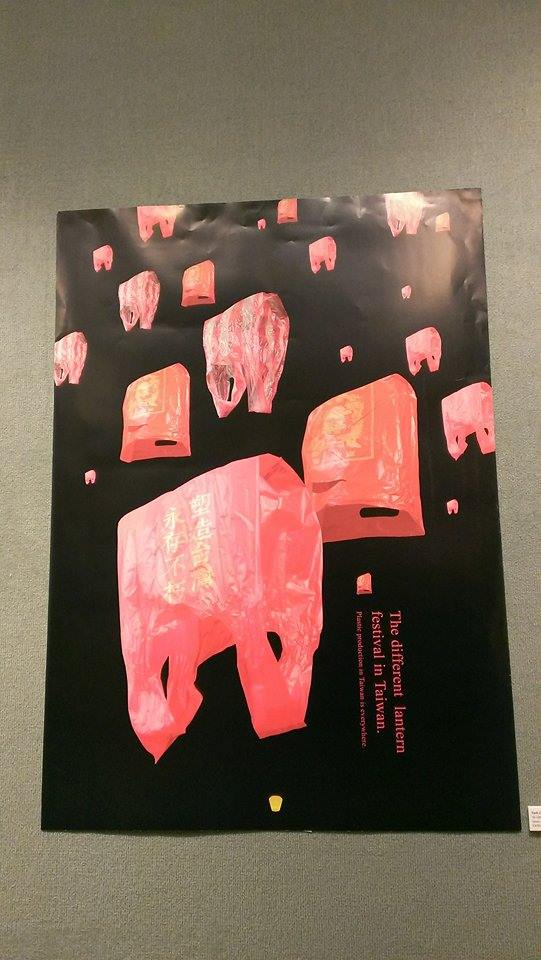 塑造台灣
永存不朽
The different lantern
festival in Taiwan.
Plastic production in Taiwan is everywhere.